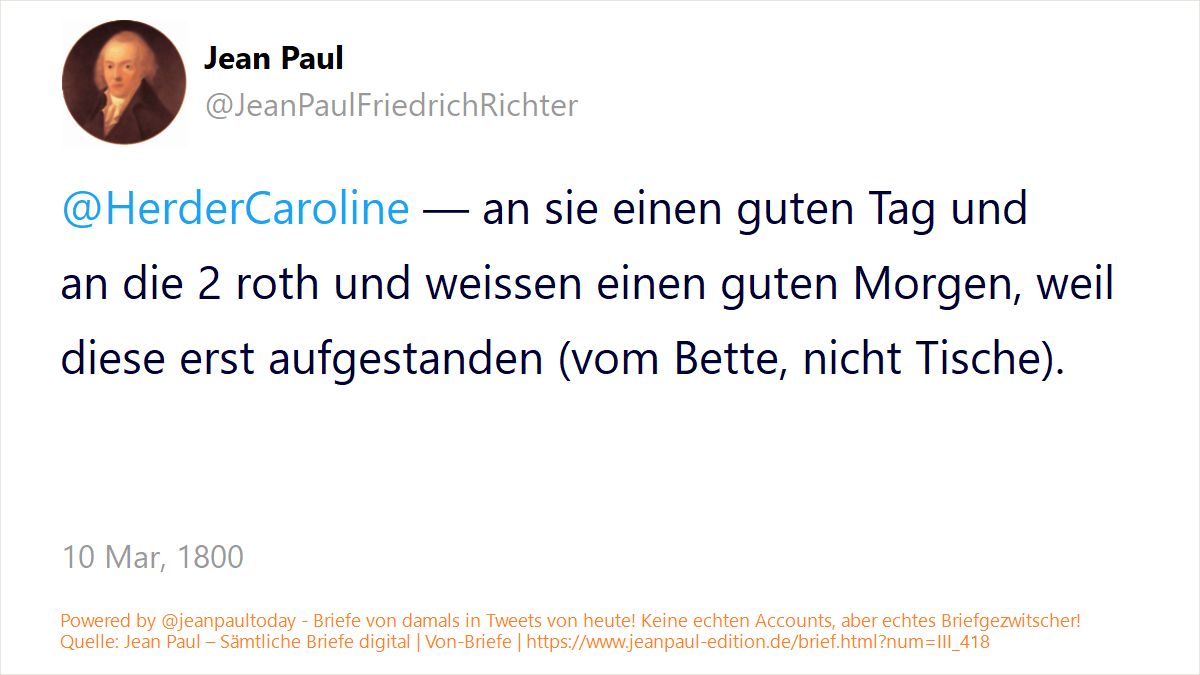 Jean Paul
@JeanPaulFriedrichRichter
@HerderCaroline — an sie einen guten Tag und
an die 2 roth und weissen einen guten Morgen, weil
diese erst aufgestanden (vom Bette, nicht Tische).
10 Mar, 1800
Powered by @jeanpaultoday - Briefe von damals in Tweets von heute! Keine echten Accounts, aber echtes Briefgezwitscher!
Quelle: Jean Paul – Sämtliche Briefe digital | Von-Briefe | https://www.jeanpaul-edition.de/brief.html?num=III_418